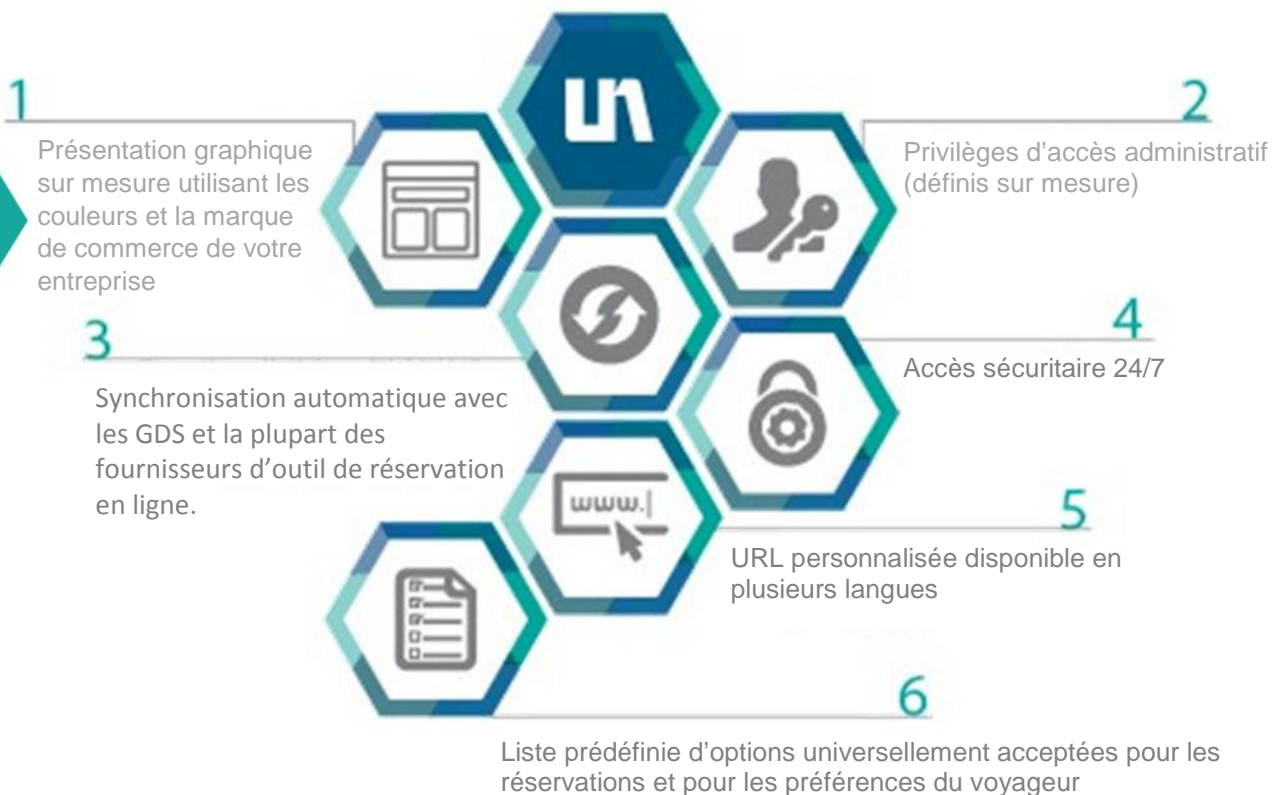 un
1
Présentation graphique
sur mesure utilisant les
couleurs et la marque
de commerce de votre
entreprise
2
Privilèges d'accès administratif
(définis sur mesure)
3
Synchronisation automatique avec
les GDS et la plupart des
fournisseurs d'outil de réservation
en ligne.
4
Accès sécuritaire 24/7
www.
5
URL personnalisée disponible en
plusieurs langues
6
Liste prédéfinie d'options universellement acceptées pour les
réservations et pour les préférences du voyageur